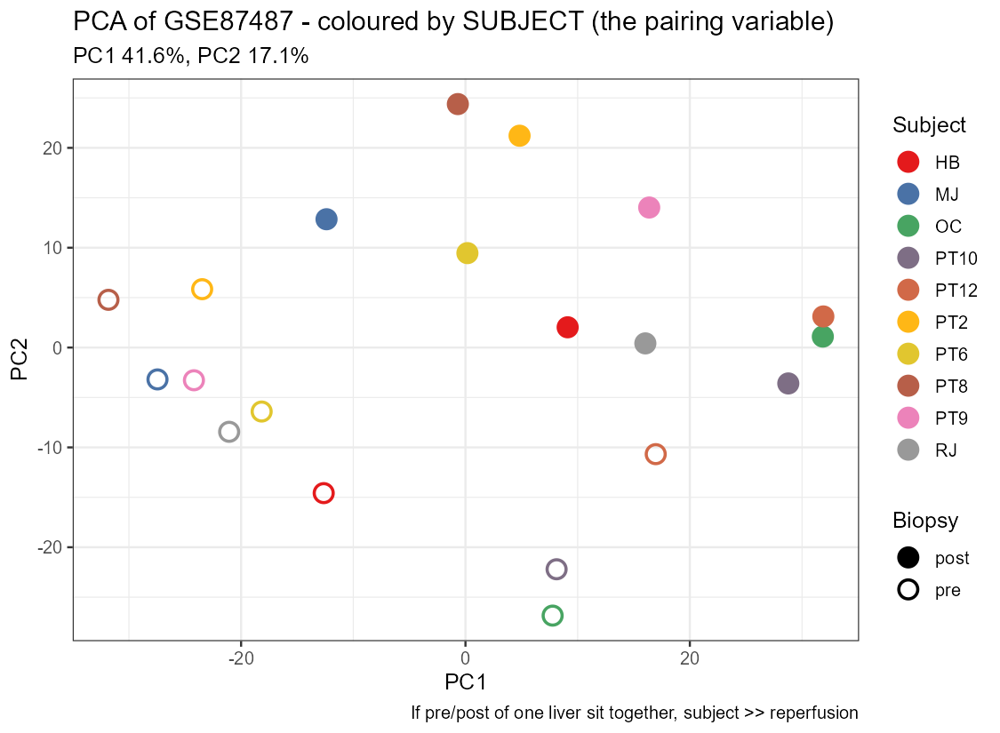 PCA of GSE87487 - coloured by SUBJECT (the pairing variable)
PC1 41.6%, PC2 17.1%
20
10
0
-10
-20
PC2
-20
0
20
PC1
Subject
HB
MJ
OC
PT10
PT12
PT2
PT6
PT8
PT9
RJ
Biopsy
post
pre
If pre/post of one liver sit together, subject >> reperfusion